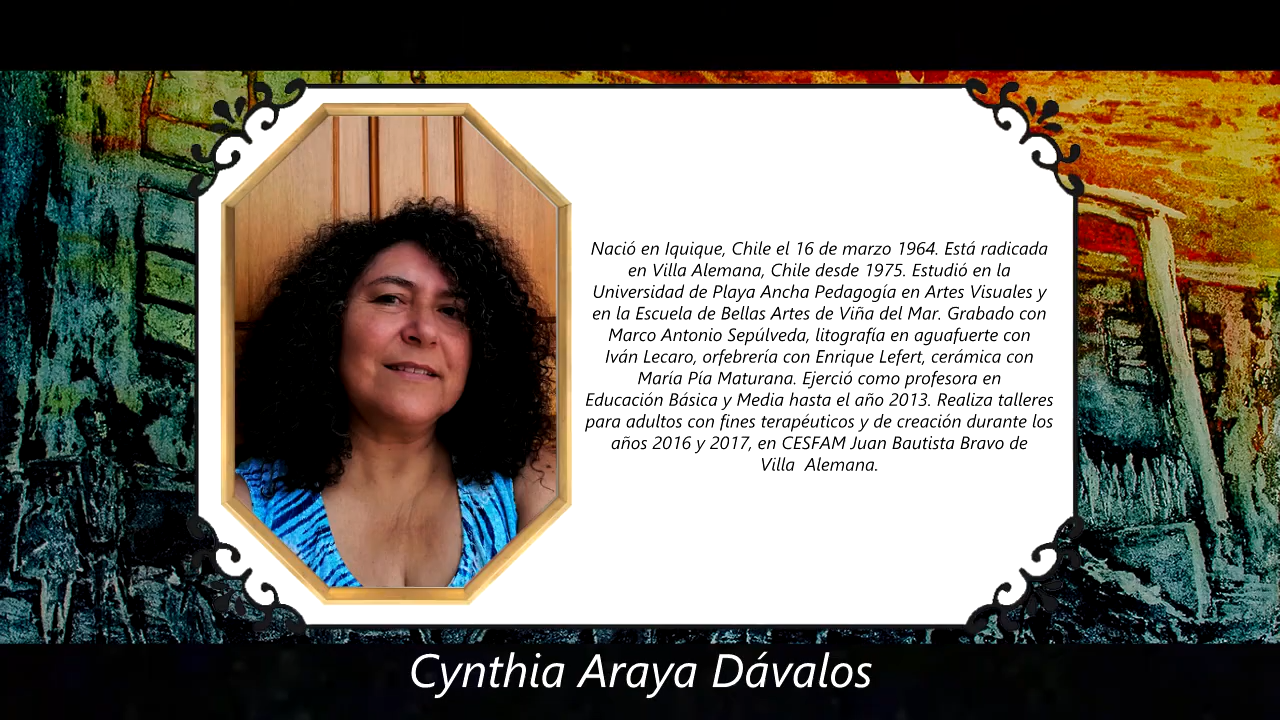 Nació en Iquique, Chile el 16 de marzo 1964. Está radicada
en Villa Alemana, Chile desde 1975. Estudió en la
Universidad de Playa Ancha Pedagogía en Artes Visuales y
en la Escuela de Bellas Artes de Viña del Mar. Grabado con
Marco Antonio Sepúlveda, litografía en aguafuerte con
Iván Lecaro, orfebrería con Enrique Lefert, cerámica con
María Pía Maturana. Ejerció como profesora en
Educación Básica y Media hasta el año 2013. Realiza talleres
para adultos con fines terapéuticos y de creación durante los
años 2016 y 2017, en CESFAM Juan Bautista Bravo de
Villa  Alemana.
Cynthia Araya Dávalos